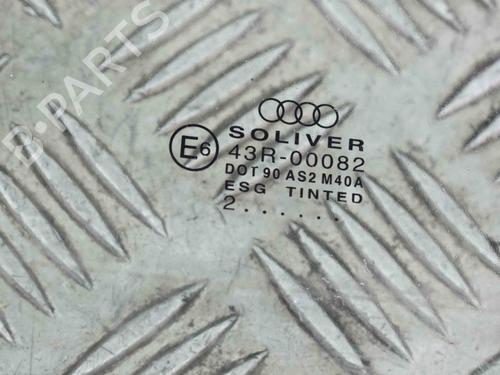 B-PARTS
SOLIVER
E6
43R-00082
DOT 90 AS2 M40A
ESG TINTED
2......